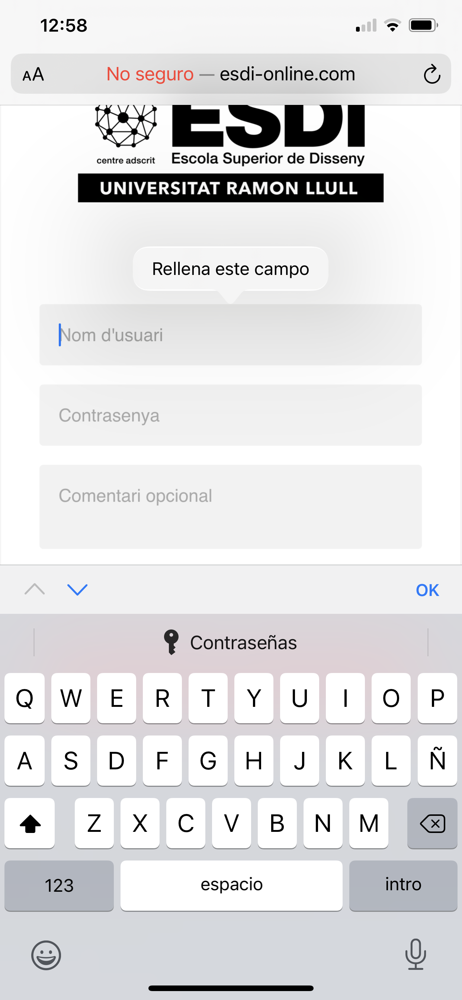 12:58
AA No seguro — esdi-online.com
ESDI
centre adscrit Escola Superior de Disseny
UNIVERSITAT RAMON LLULL
Rellena este campo
Nom d'usuari
Contrasenya
Comentari opcional
OK
Contraseñas
Q W E R T Y U I O P
A S D F G H J K L Ñ
Z X C V B N M
123 espacio intro